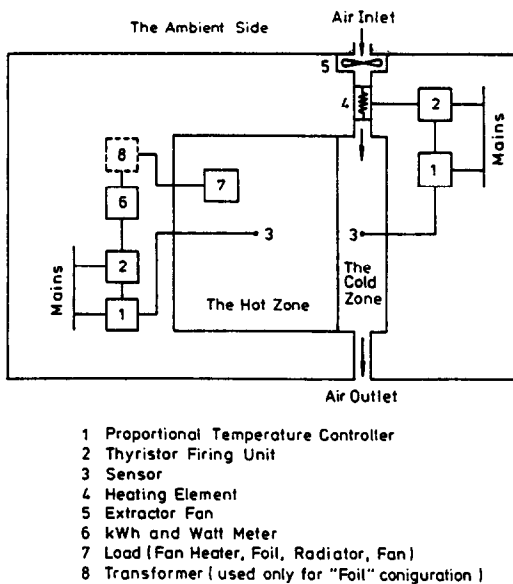 The Ambient Side
Air Inlet
5
4
2
Mains
1
8
7
6
3
3
2
The Cold Zone
Mains
1
The Hot Zone
Air Outlet
1 Proportional Temperature Controller
2 Thyristor Firing Unit
3 Sensor
4 Heating Element
5 Extractor Fan
6 kWh and Watt Meter
7 Load (Fan Heater, Foil, Radiator, Fan)
8 Transformer (used only for "Foil" coniguration)